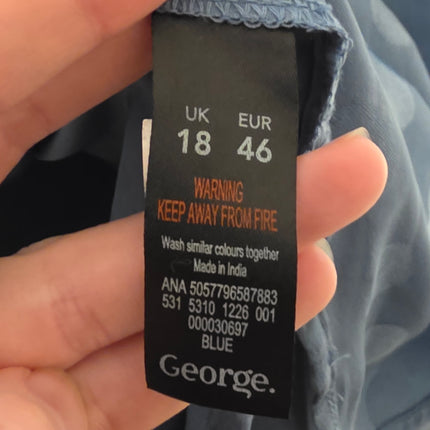 UK EUR
18 46
WARNING
KEEP AWAY FROM FIRE
Wash similar colours together
Made in India
ANA 5057796587883
531 5310 1226 001
000030697
BLUE
George.